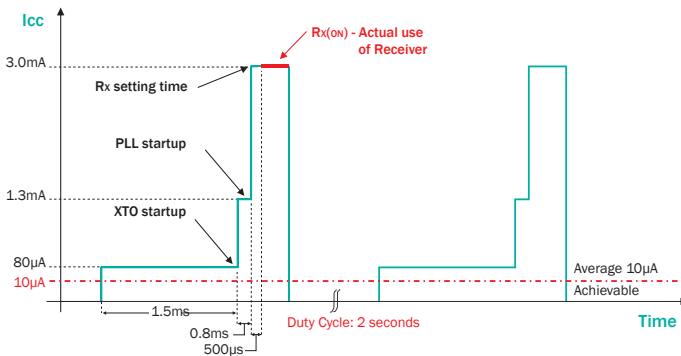 Icc
Rx(ON) - Actual use
of Receiver
3.0mA
Rx setting time
PLL startup
1.3mA
XTO startup
80µA
Average 10µA
10µA
Achievable
1.5ms
Duty Cycle: 2 seconds
Time
0.8ms
500µs